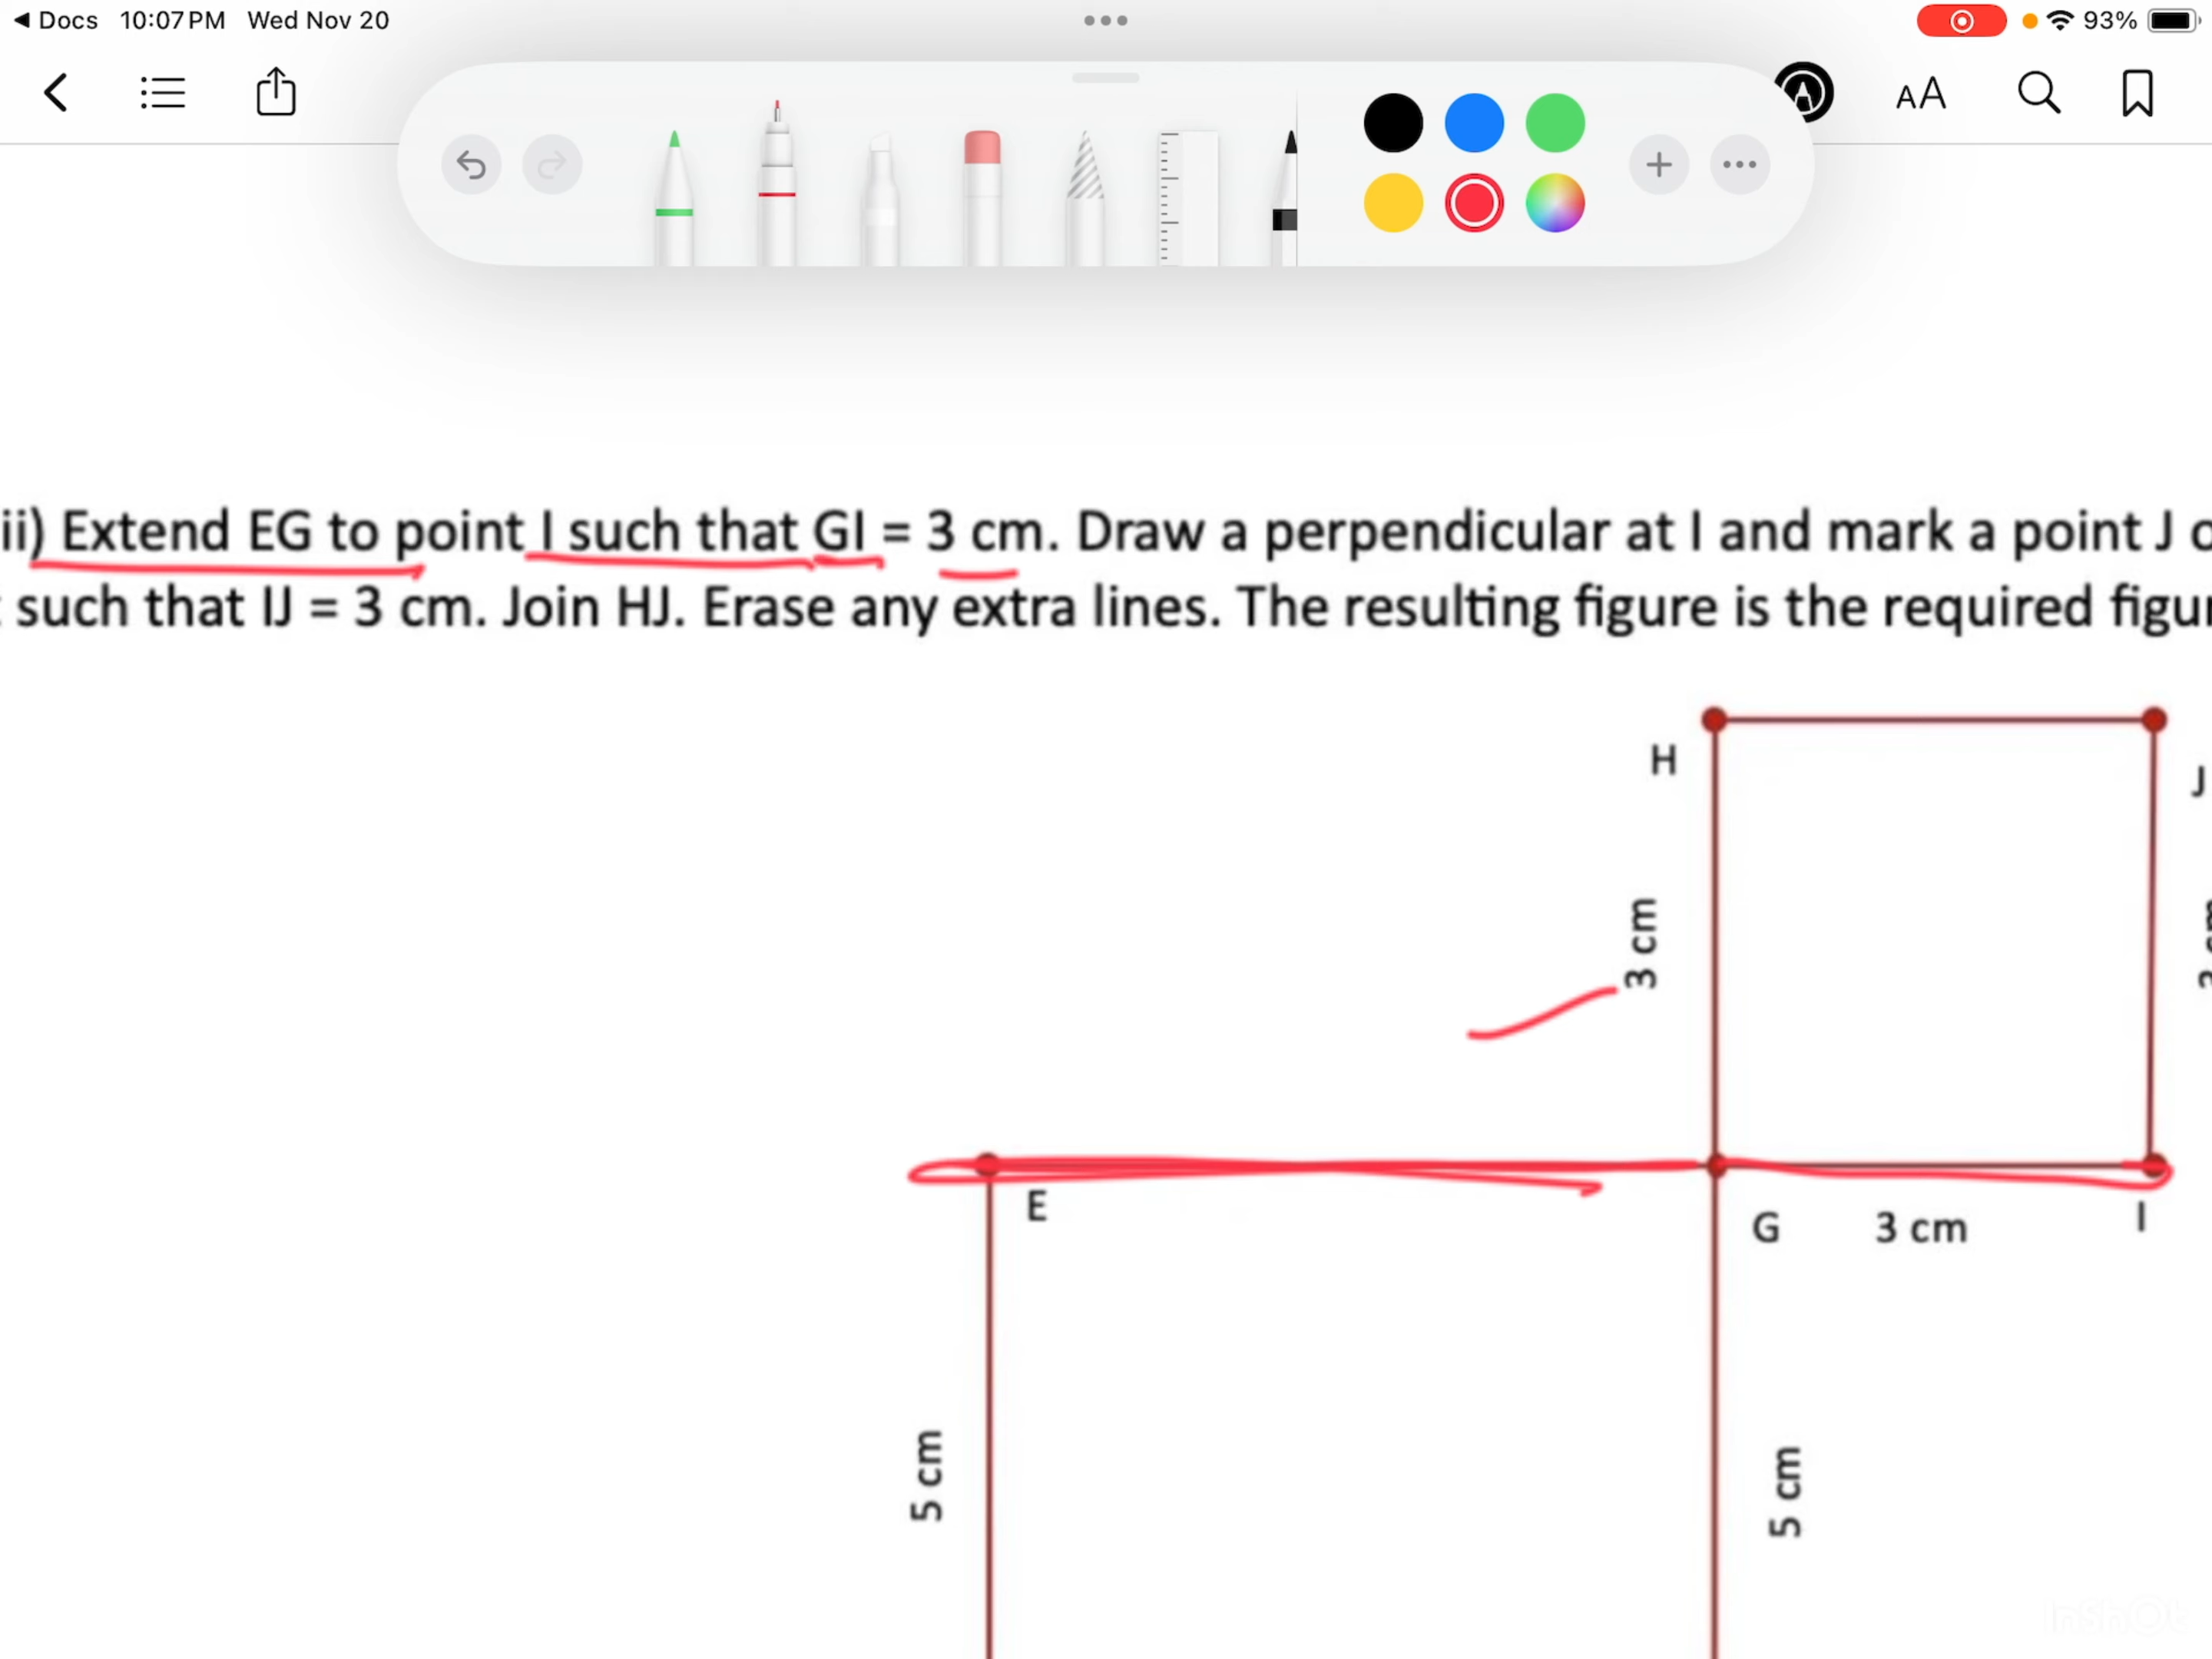 Docs 10:07 PM Wed Nov 20
93%
AA
ii) Extend EG to point I such that GI = 3 cm. Draw a perpendicular at I and mark a point J
such that IJ = 3 cm. Join HJ. Erase any extra lines. The resulting figure is the required
H
J
3 cm
E
G
3 cm
I
5 cm
5 cm